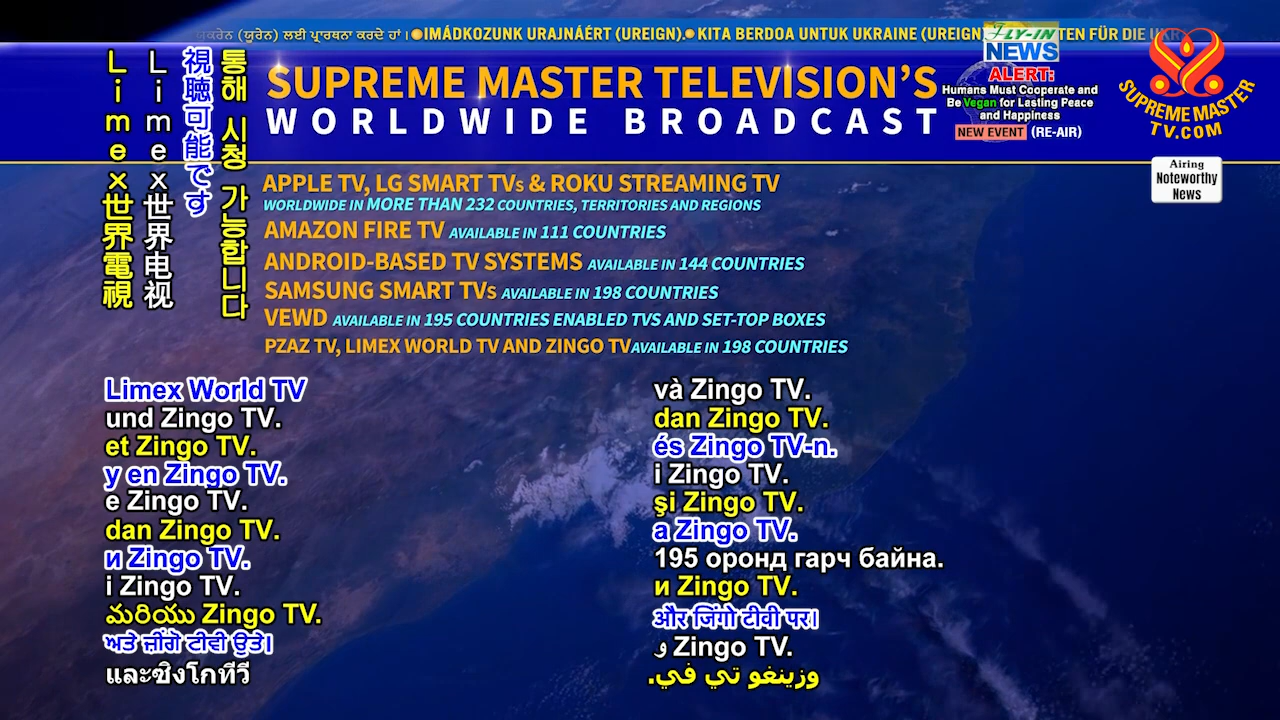 ਯੂਕਰੇਨ (ਯੂਰੇਨ) ਲਈ ਪ੍ਰਾਰਥਨਾ ਕਰਦੇ ਹਾਂ। IMÁDKOZUNK URAJNÁÉRT (UREIGN). KITA BERDOA UNTUK UKRAINE (UREIGN) TEN FÜR DIE UKR
FLY-IN
NEWS
ALERT:
Humans Must Cooperate and
Be Vegan for Lasting Peace
and Happiness
NEW EVENT (RE-AIR)
SUPREME MASTER
TV.COM
Airing
Noteworthy
News
SUPREME MASTER TELEVISION’S
WORLDWIDE BROADCAST
Limex世界電視
Limex世界电视
視聴可能です
통해 시청 가능합니다
APPLE TV, LG SMART TVs & ROKU STREAMING TV
WORLDWIDE IN MORE THAN 232 COUNTRIES, TERRITORIES AND REGIONS
AMAZON FIRE TV AVAILABLE IN 111 COUNTRIES
ANDROID-BASED TV SYSTEMS AVAILABLE IN 144 COUNTRIES
SAMSUNG SMART TVs AVAILABLE IN 198 COUNTRIES
VEWD AVAILABLE IN 195 COUNTRIES ENABLED TVS AND SET-TOP BOXES
PZAZ TV, LIMEX WORLD TV AND ZINGO TV AVAILABLE IN 198 COUNTRIES
Limex World TV
und Zingo TV.
et Zingo TV.
y en Zingo TV.
e Zingo TV.
dan Zingo TV.
и Zingo TV.
і Zingo TV.
మరియు Zingo TV.
ਅਤੇ ਜ਼ੀਂਗੋ ਟੀਵੀ ਉਤੇ।
และซิงโกทีวี
và Zingo TV.
dan Zingo TV.
és Zingo TV-n.
i Zingo TV.
şi Zingo TV.
a Zingo TV.
195 оронд гарч байна.
и Zingo TV.
और जिंगो टीवी पर।
و Zingo TV.
وزينغو تي في.